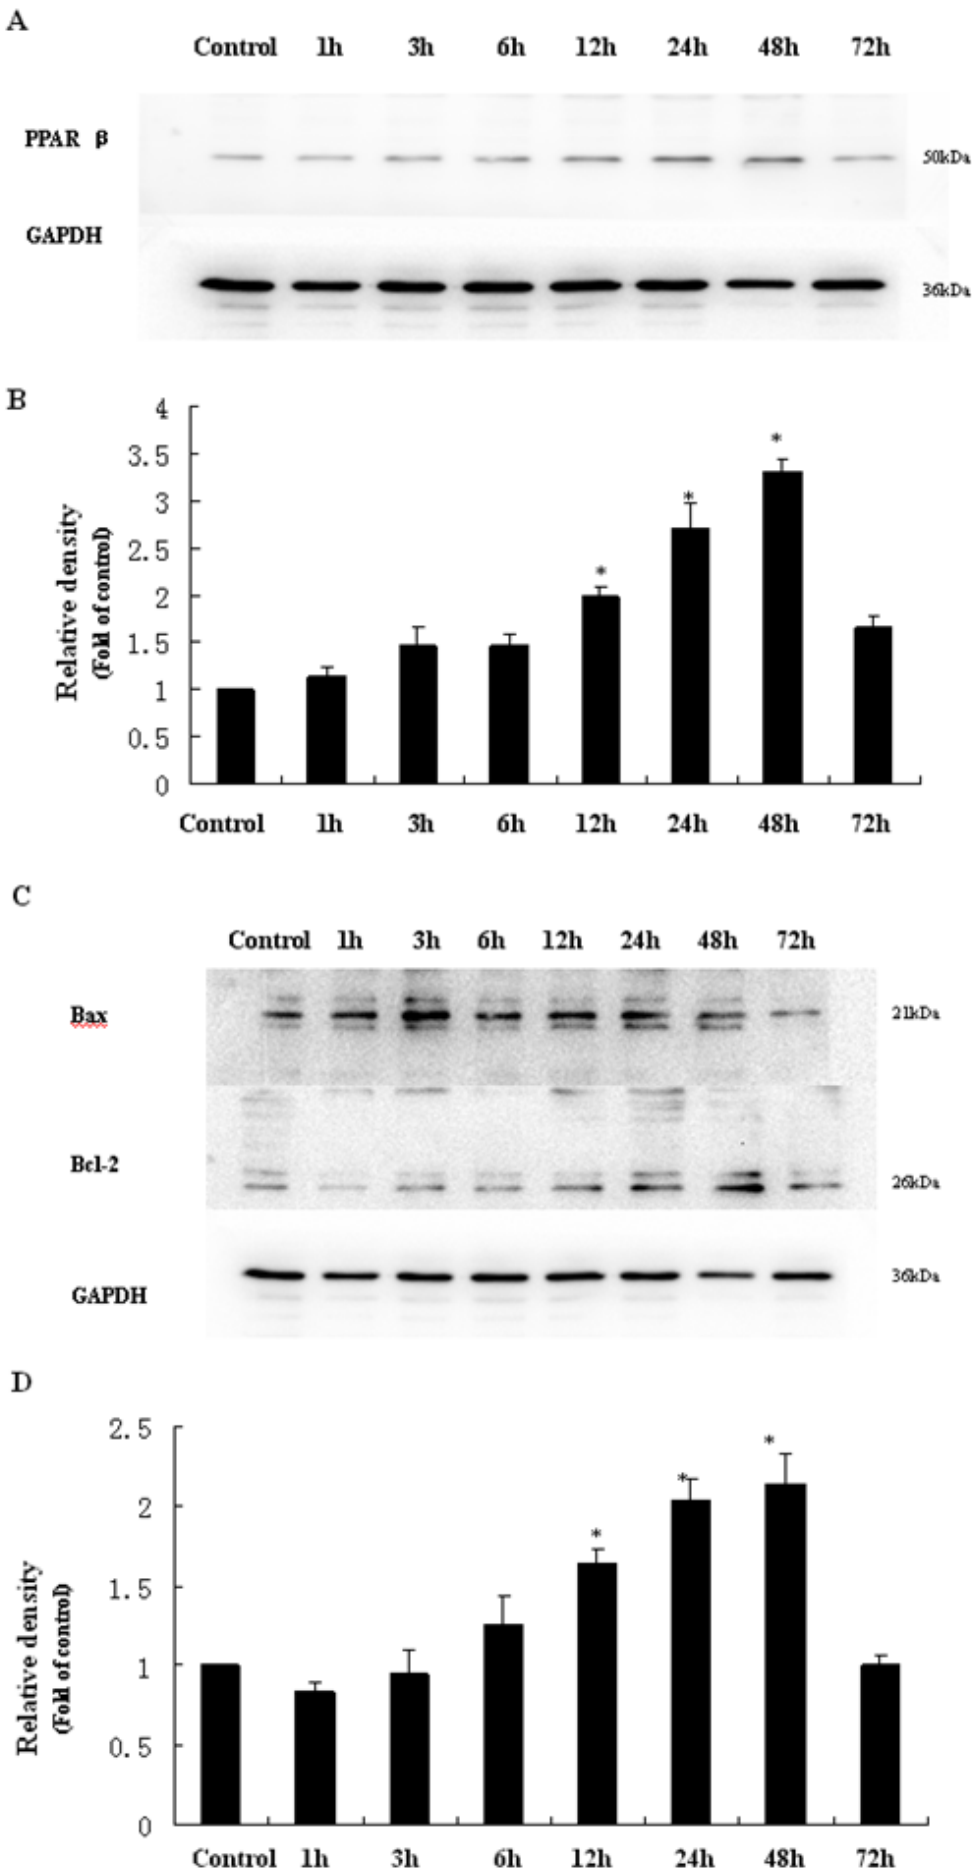 A
Control 1h 3h 6h 12h 24h 48h 72h
PPAR β
50kDa
GAPDH
36kDa
B
4
3.5
3
2.5
2
1.5
1
0.5
0
Relative density
(Fold of control)
*
*
*
Control 1h 3h 6h 12h 24h 48h 72h
C
Control 1h 3h 6h 12h 24h 48h 72h
Bax
21kDa
Bcl-2
26kDa
36kDa
GAPDH
D
2.5
2
1.5
1
0.5
0
Relative density
(Fold of control)
*
*
*
Control 1h 3h 6h 12h 24h 48h 72h